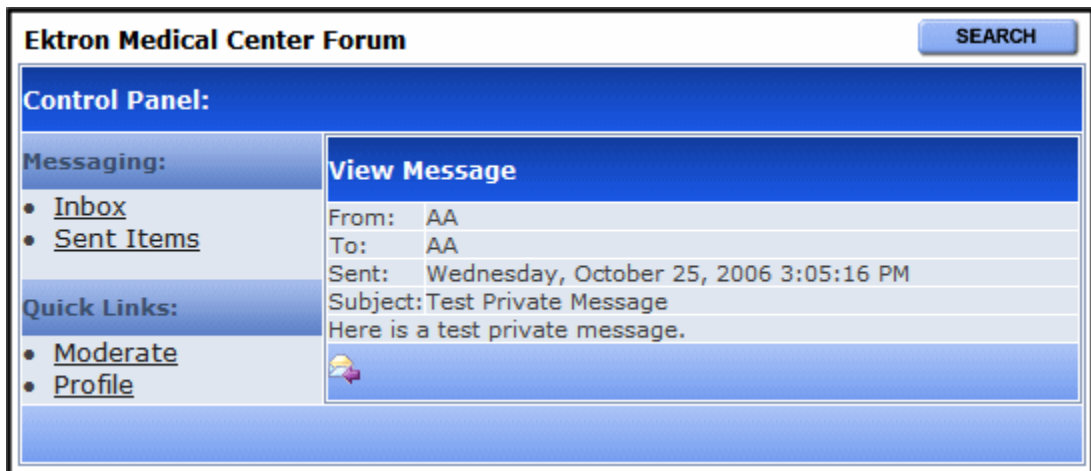 Ektron Medical Center Forum
SEARCH
Control Panel:
Messaging:
• Inbox
• Sent Items
Quick Links:
• Moderate
• Profile
View Message
From: AA
To: AA
Sent: Wednesday, October 25, 2006 3:05:16 PM
Subject: Test Private Message
Here is a test private message.